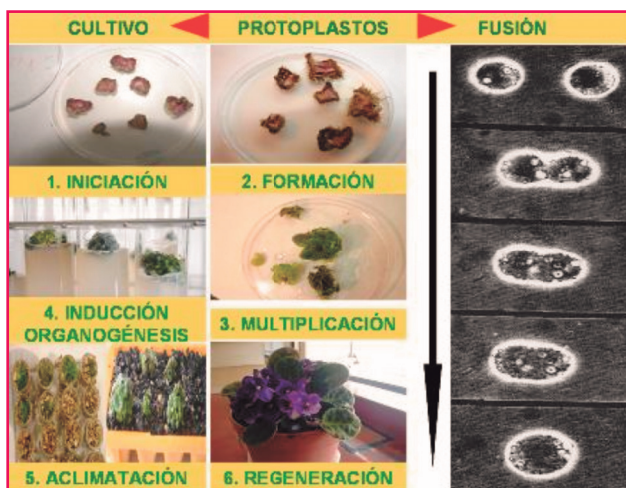 CULTIVO PROTOPLASTOS FUSIÓN
1. INICIACIÓN 2. FORMACIÓN
4. INDUCCIÓN
ORGANOGÉNESIS 3. MULTIPLICACIÓN
5. ACLIMATACIÓN 6. REGENERACIÓN